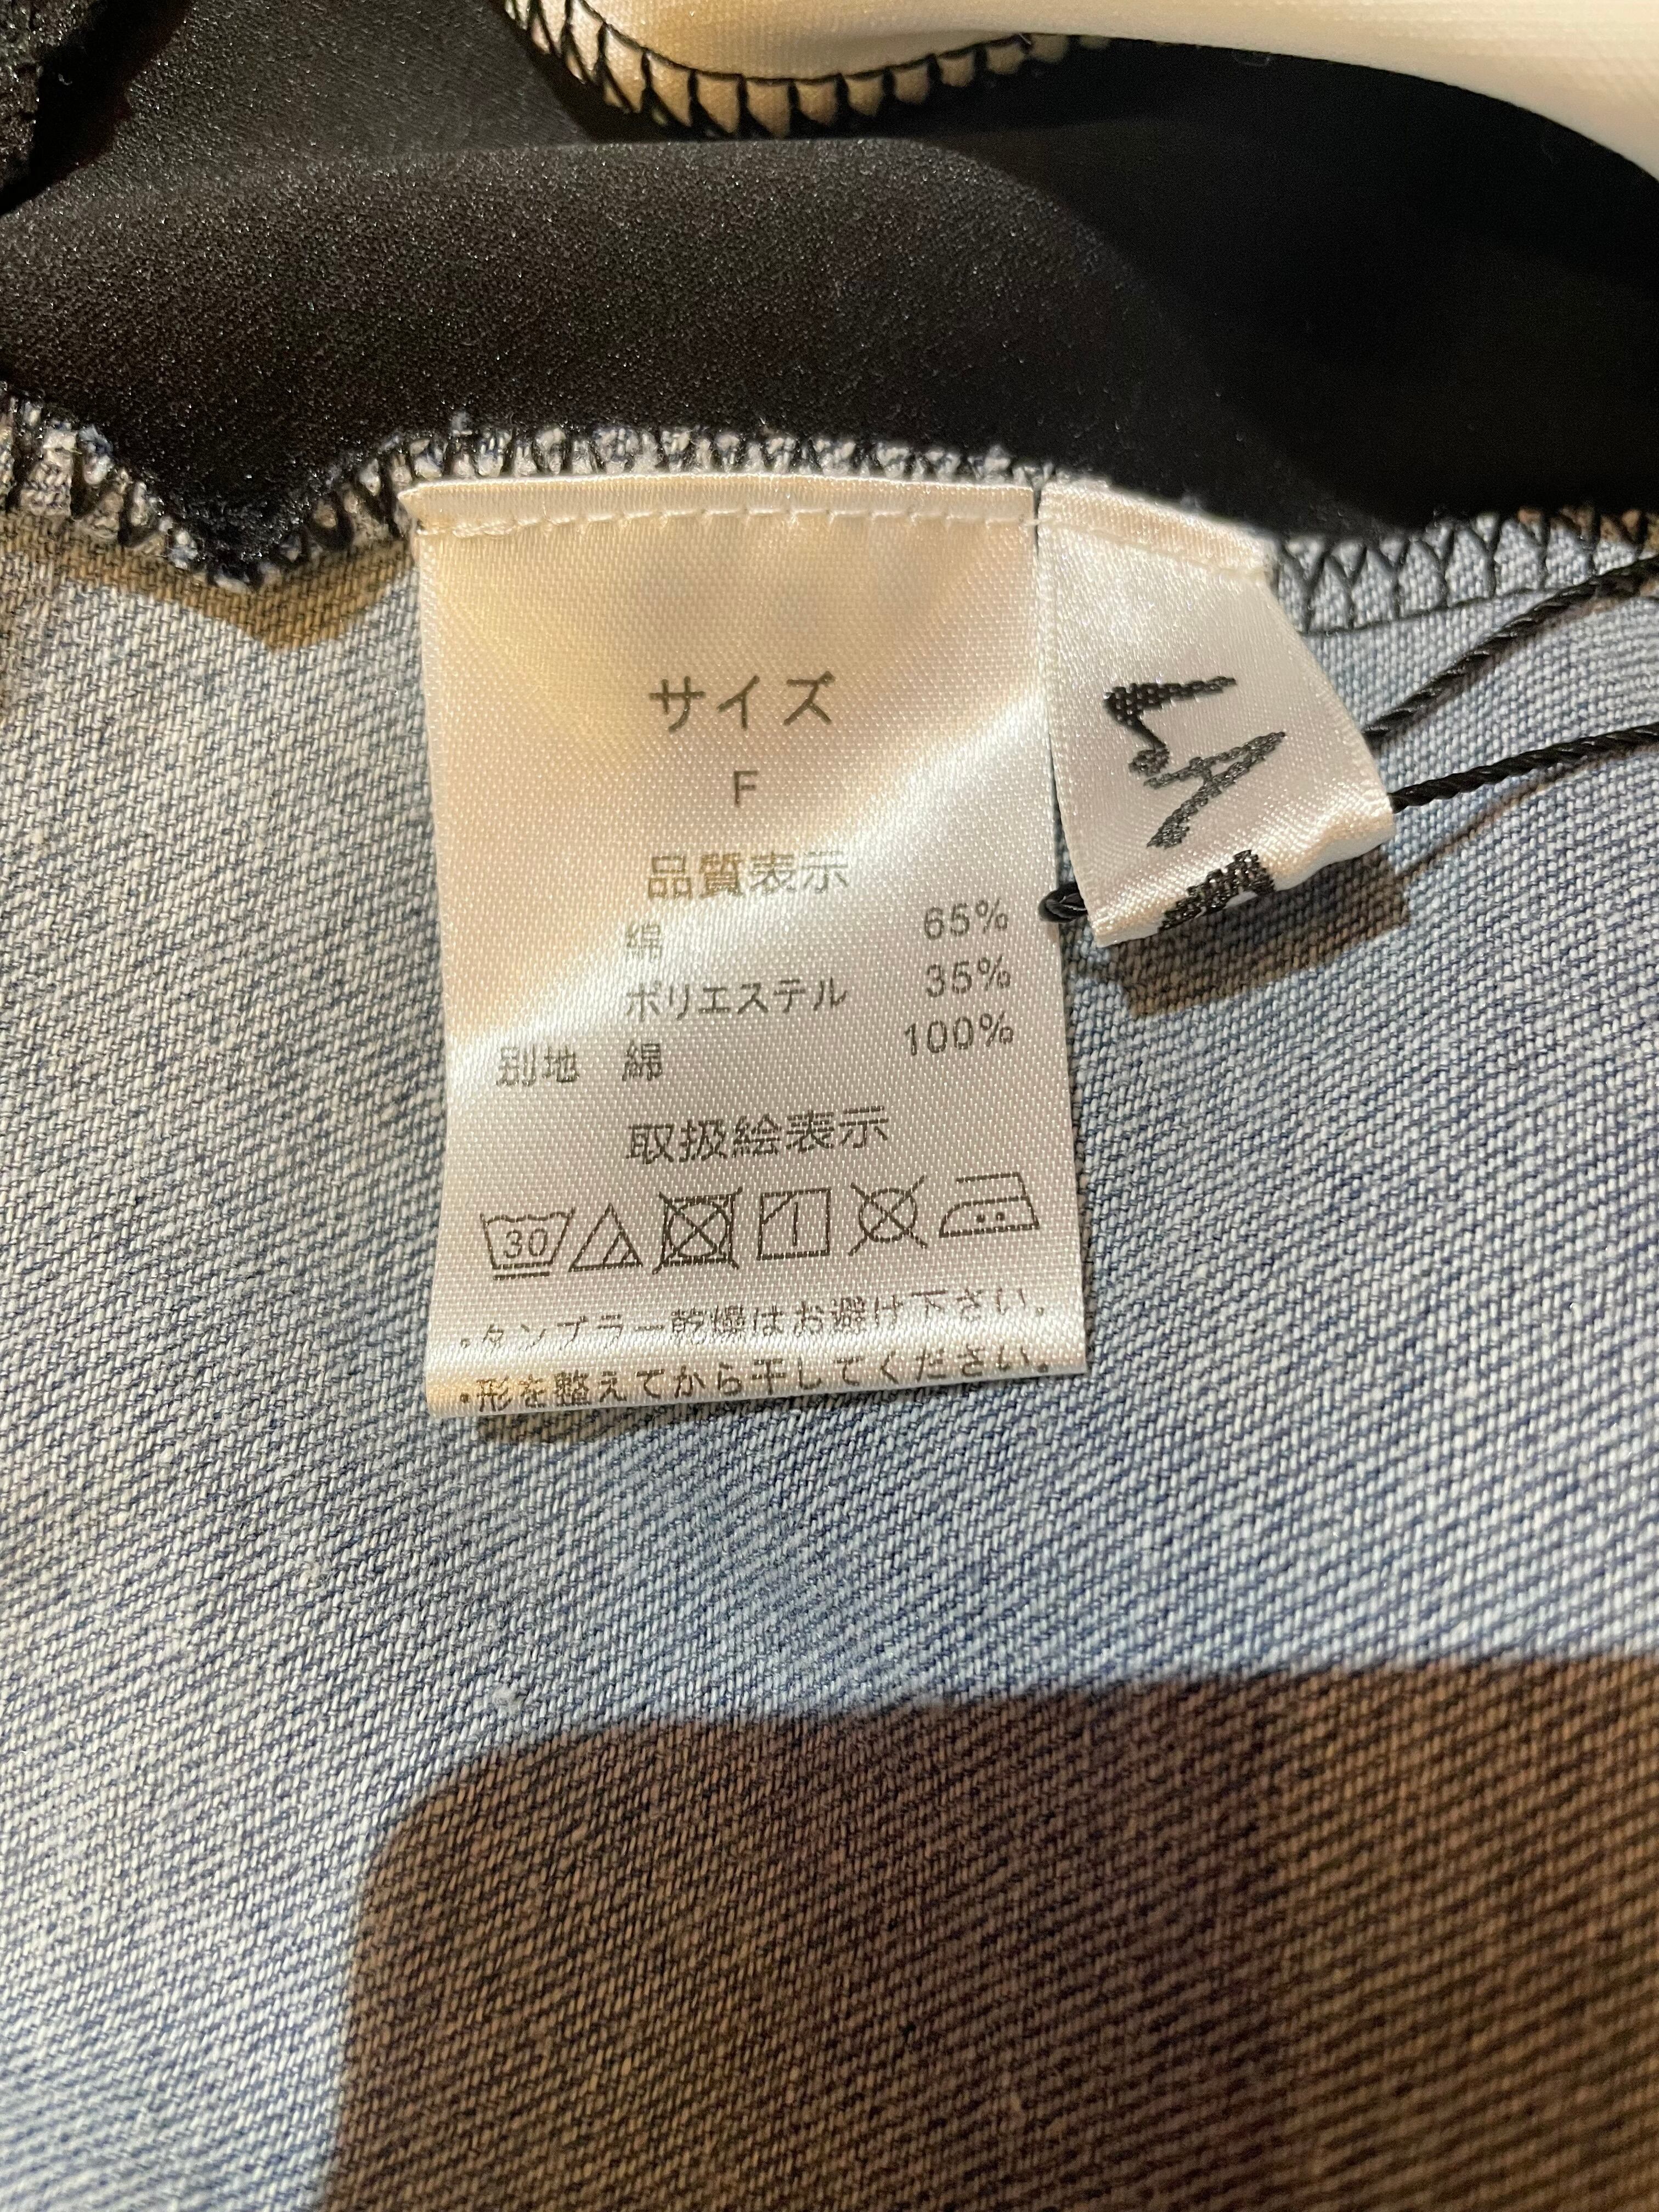 サイズ
F
品質表示
綿 65%
ポリエステル 35%
別地 綿 100%
取扱絵表示
30
・タンブラー乾燥はお避け下さい。
・形を整えてから干してください。